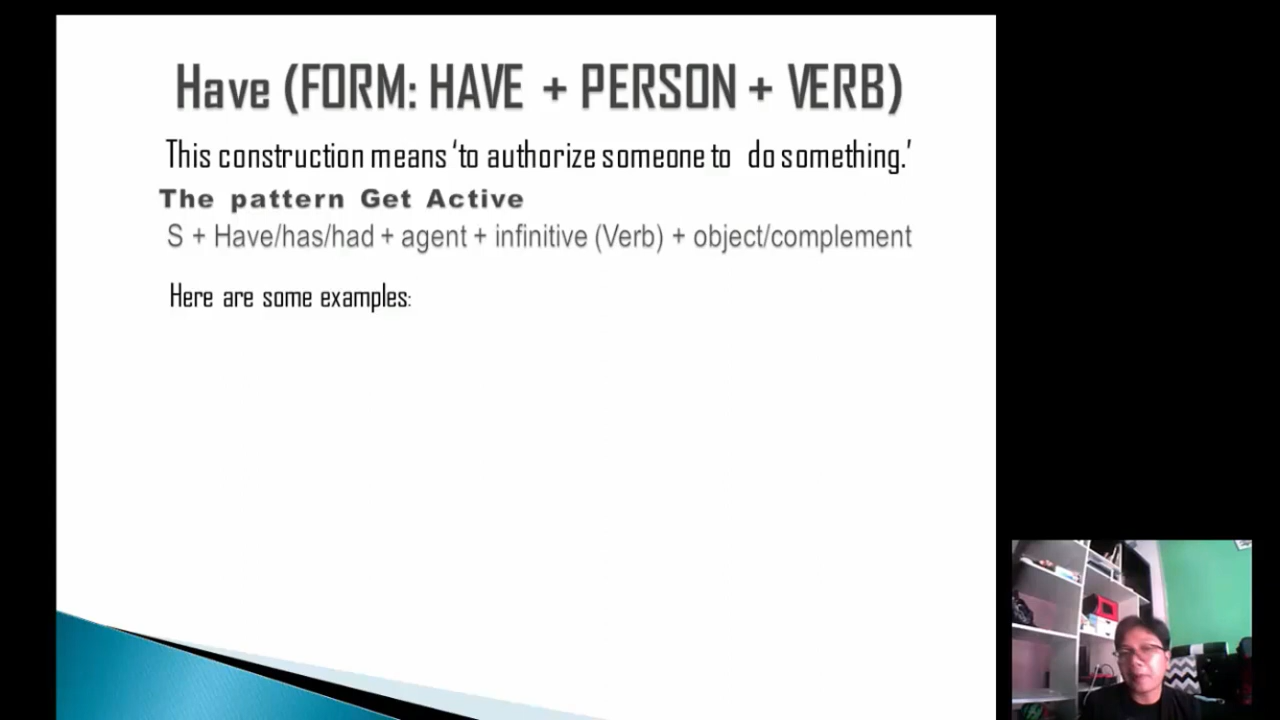 Have (FORM: HAVE + PERSON + VERB)
This construction means ‘to authorize someone to do something.’
The pattern Get Active
S + Have/has/had + agent + infinitive (Verb) + object/complement
Here are some examples: